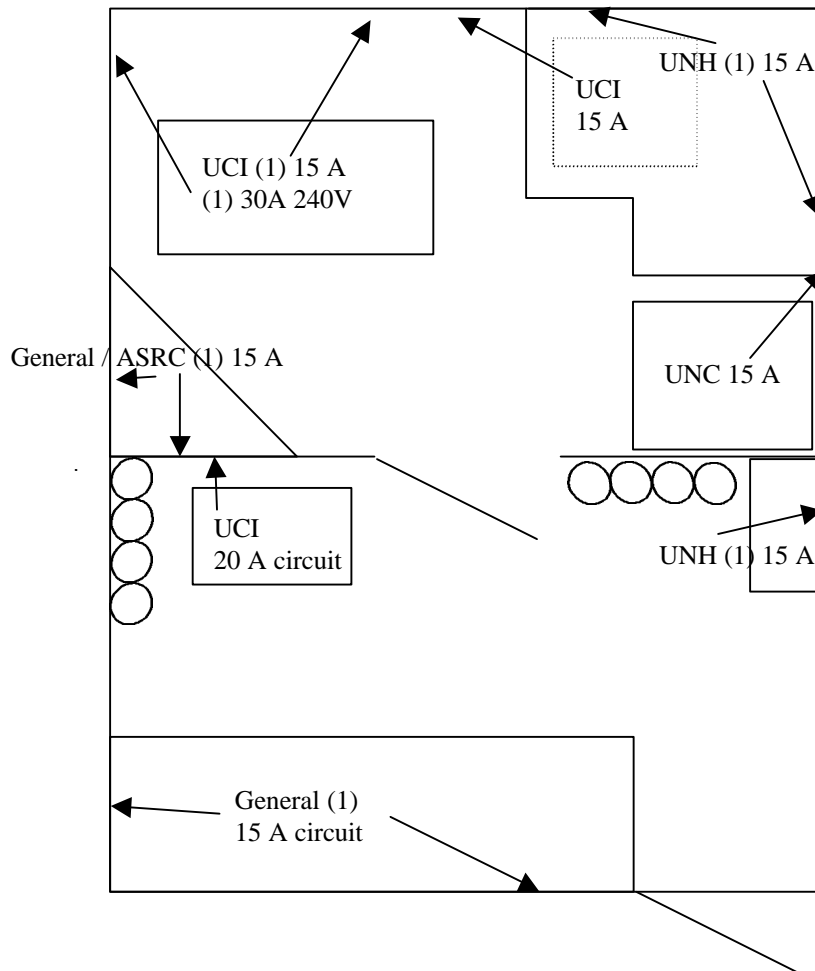 UNH (1) 15 A
UCI
15 A
UCI (1) 15 A
(1) 30A 240V
General / ASRC (1) 15 A
UNC 15 A
UCI
20 A circuit
UNH (1) 15 A
General (1)
15 A circuit